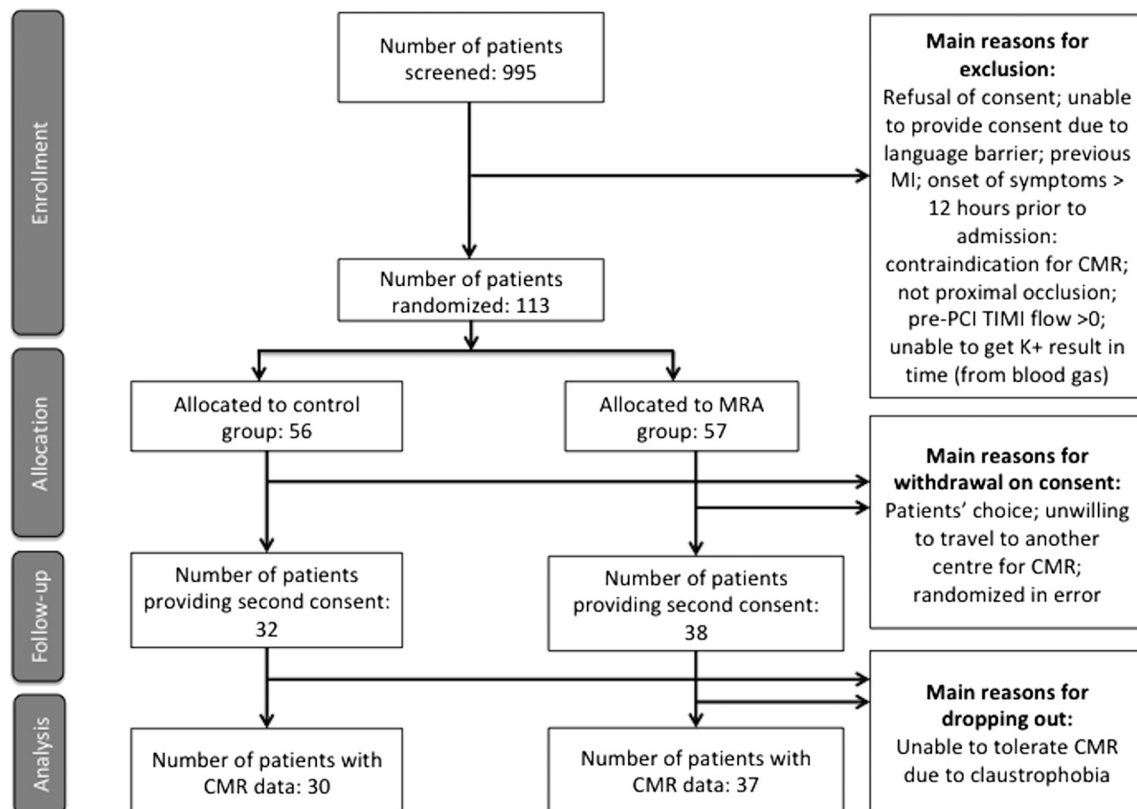 Enrollment
Number of patients
screened: 995
Main reasons for
exclusion:
Refusal of consent; unable
to provide consent due to
language barrier; previous
MI; onset of symptoms >
12 hours prior to
admission:
contraindication for CMR;
not proximal occlusion;
pre-PCI TIMI flow >0;
unable to get K+ result in
time (from blood gas)
Number of patients
randomized: 113
Allocation
Allocated to control
group: 56
Allocated to MRA
group: 57
Main reasons for
withdrawal on consent:
Patients’ choice; unwilling
to travel to another
centre for CMR;
randomized in error
Follow-up
Number of patients
providing second consent:
32
Number of patients
providing second consent:
38
Main reasons for
dropping out:
Unable to tolerate CMR
due to claustrophobia
Analysis
Number of patients with
CMR data: 30
Number of patients with
CMR data: 37